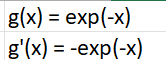 g(x) = exp(-x)
g'(x) = -exp(-x)